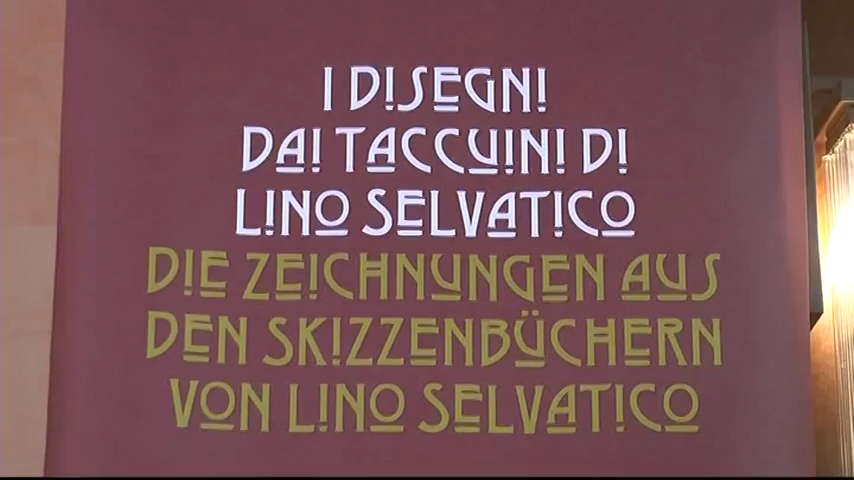 I DISEGNI
DAI TACCUINI DI
LINO SELVATICO
DIE ZEICHNUNGEN AUS
DEN SKIZZENBÜCHERN
VON LINO SELVATICO